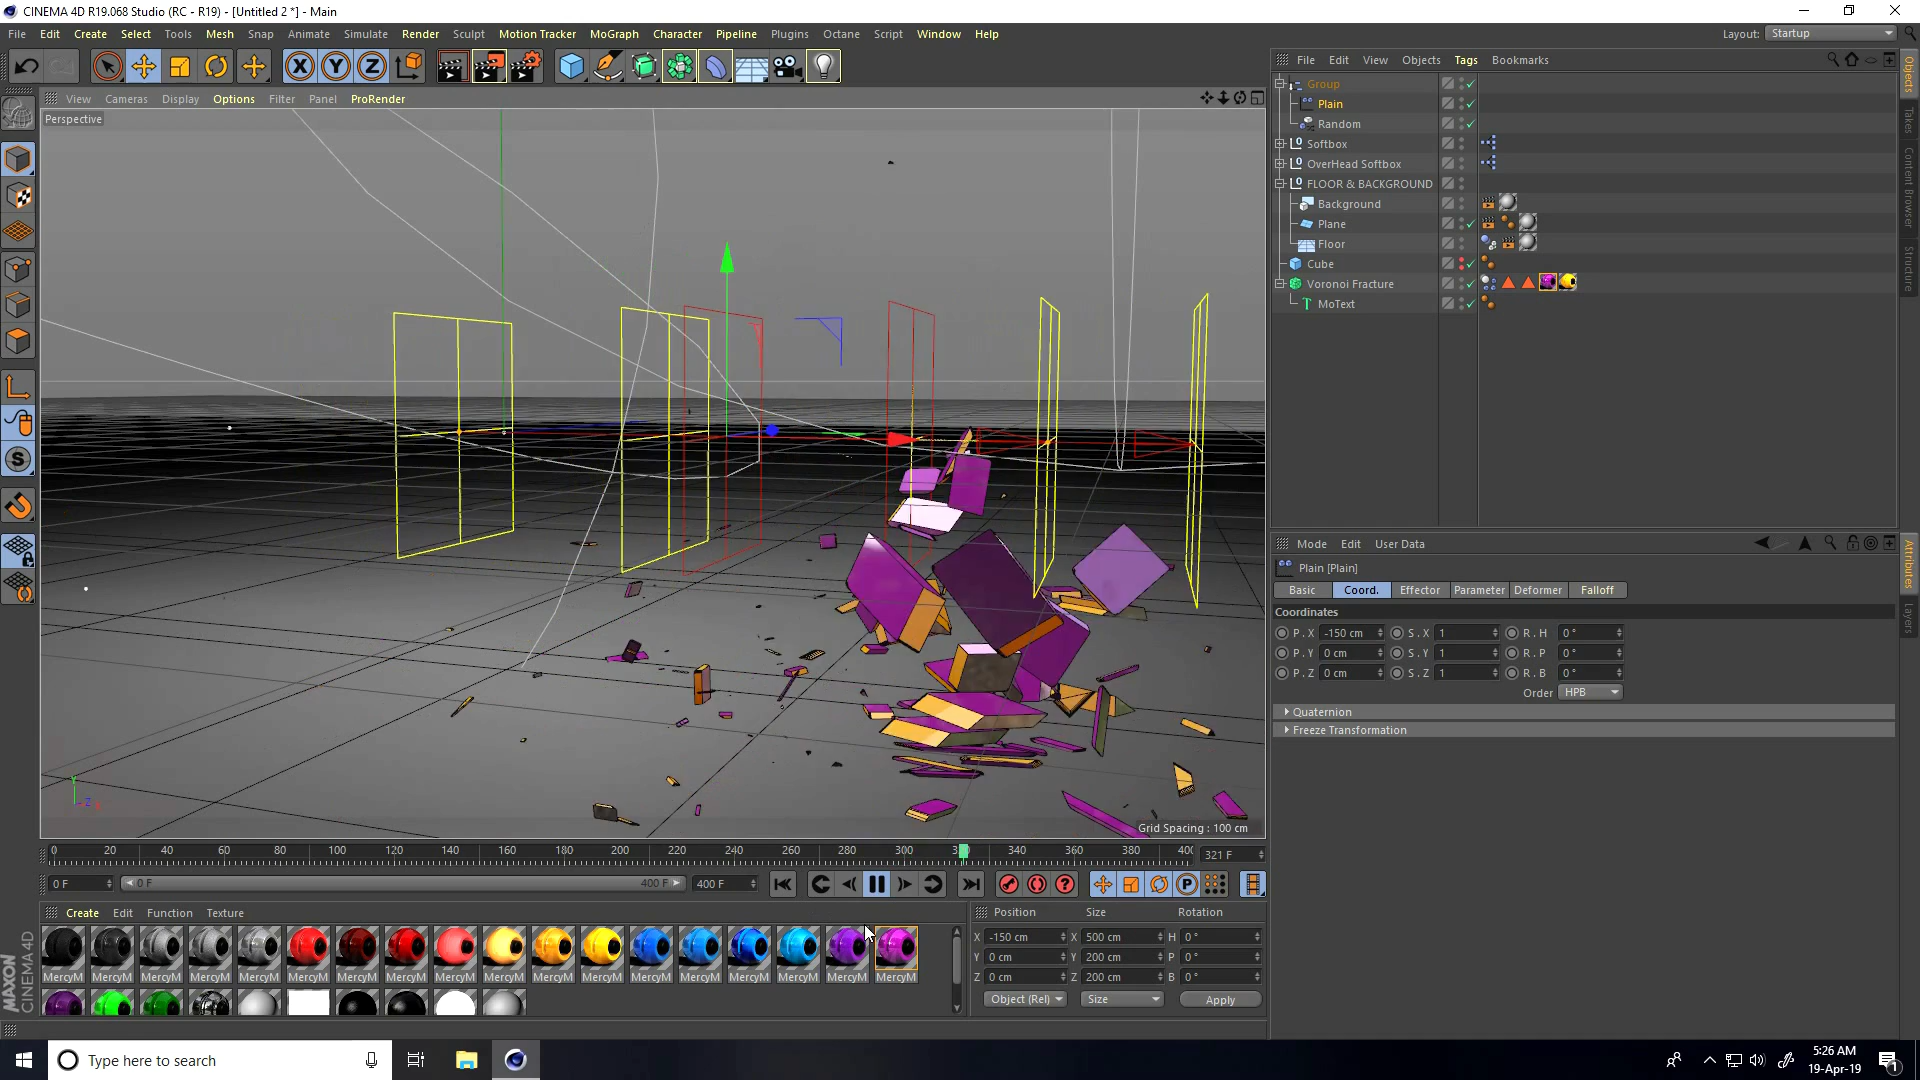 CINEMA 4D R19.068 Studio (RC - R19) - [Untitled 2 *] - Main
File Edit Create Select Tools Mesh Snap Animate Simulate Render Sculpt Motion Tracker MoGraph Character Pipeline Plugins Octane Script Window Help
Layout: Startup
File Edit View Objects Tags Bookmarks
View Cameras Display Options Filter Panel ProRender
Perspective
Group
Plain
Random
Softbox
OverHead Softbox
FLOOR & BACKGROUND
Background
Plane
Floor
Cube
Voronoi Fracture
MoText
Objects
Takes
Content Browser
Structure
Mode Edit User Data
Plain [Plain]
Basic Coord. Effector Parameter Deformer Falloff
Coordinates
P . X -150 cm S . X 1 R . H 0 °
P . Y 0 cm S . Y 1 R . P 0 °
P . Z 0 cm S . Z 1 R . B 0 °
Order HPB
Quaternion
Freeze Transformation
Attributes
Layers
Grid Spacing : 100 cm
0 20 40 60 80 100 120 140 160 180 200 220 240 260 280 300 340 360 380 400
321 F
0 F 0 F 400 F 400 F
Create Edit Function Texture
MercyM MercyM MercyM MercyM MercyM MercyM MercyM MercyM MercyM MercyM MercyM MercyM MercyM MercyM MercyM MercyM MercyM MercyM
Position Size Rotation
X -150 cm X 500 cm H 0 °
Y 0 cm Y 200 cm P 0 °
Z 0 cm Z 200 cm B 0 °
Object (Rel) Size Apply
MAXON
CINEMA 4D
Type here to search
5:26 AM
19-Apr-19
1